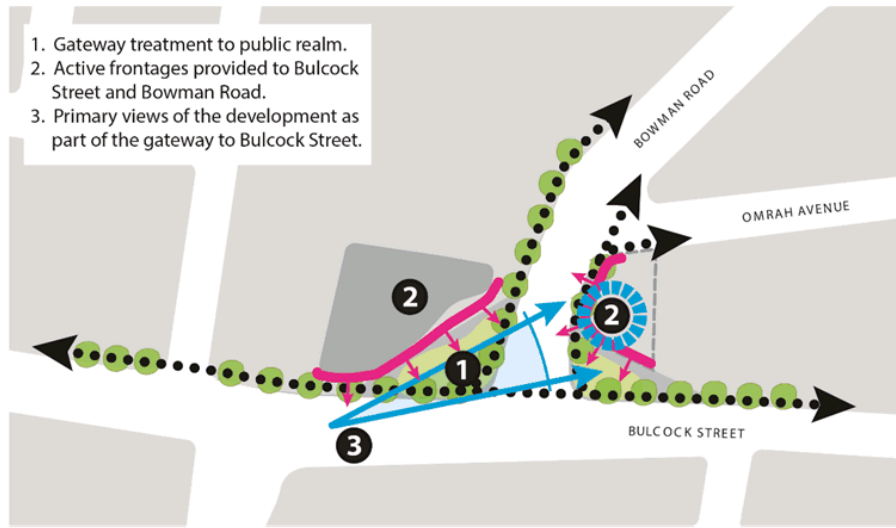 1. Gateway treatment to public realm.
2. Active frontages provided to Bulcock
Street and Bowman Road.
3. Primary views of the development as
part of the gateway to Bulcock Street.
BOWMAN ROAD
OMRAH AVENUE
2
2
1
BULCOCK STREET
3